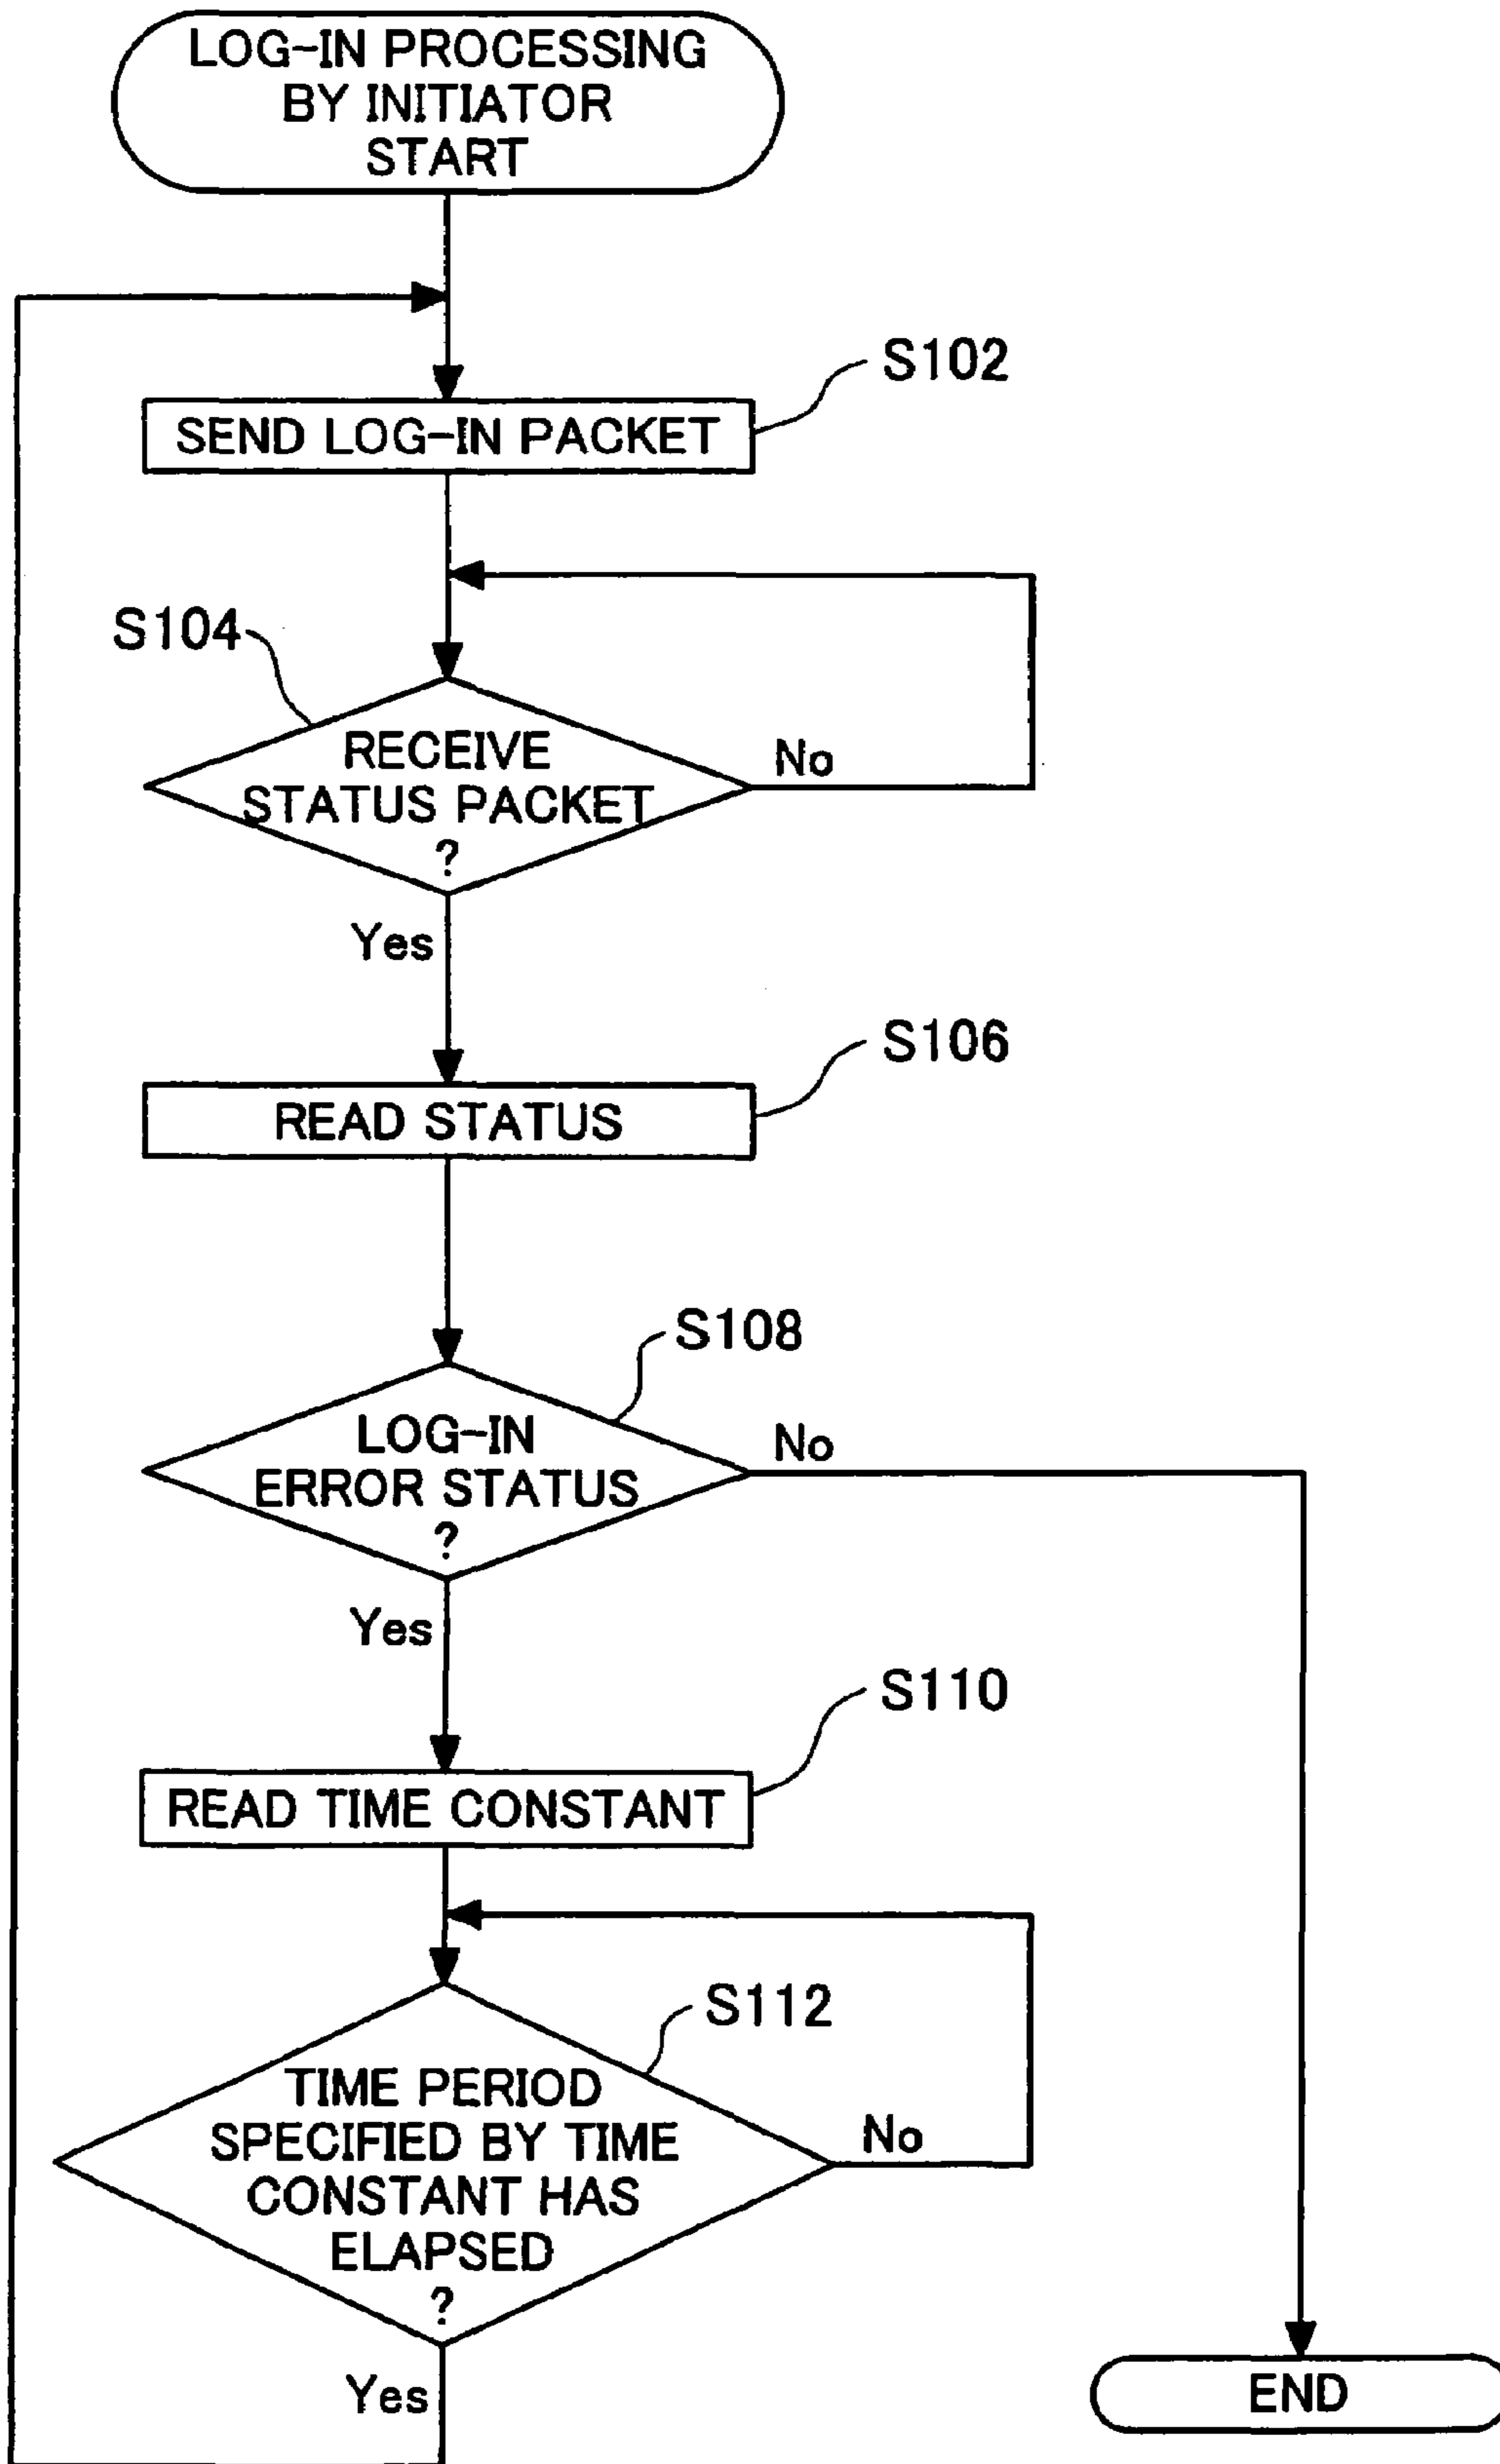 LOG-IN PROCESSING
BY INITIATOR
START
S102
SEND LOG-IN PACKET
S104
RECEIVE
STATUS PACKET
?
No
Yes
S106
READ STATUS
S108
LOG-IN
ERROR STATUS
?
No
Yes
S110
READ TIME CONSTANT
S112
TIME PERIOD
SPECIFIED BY TIME
CONSTANT HAS
ELAPSED
?
No
Yes
END